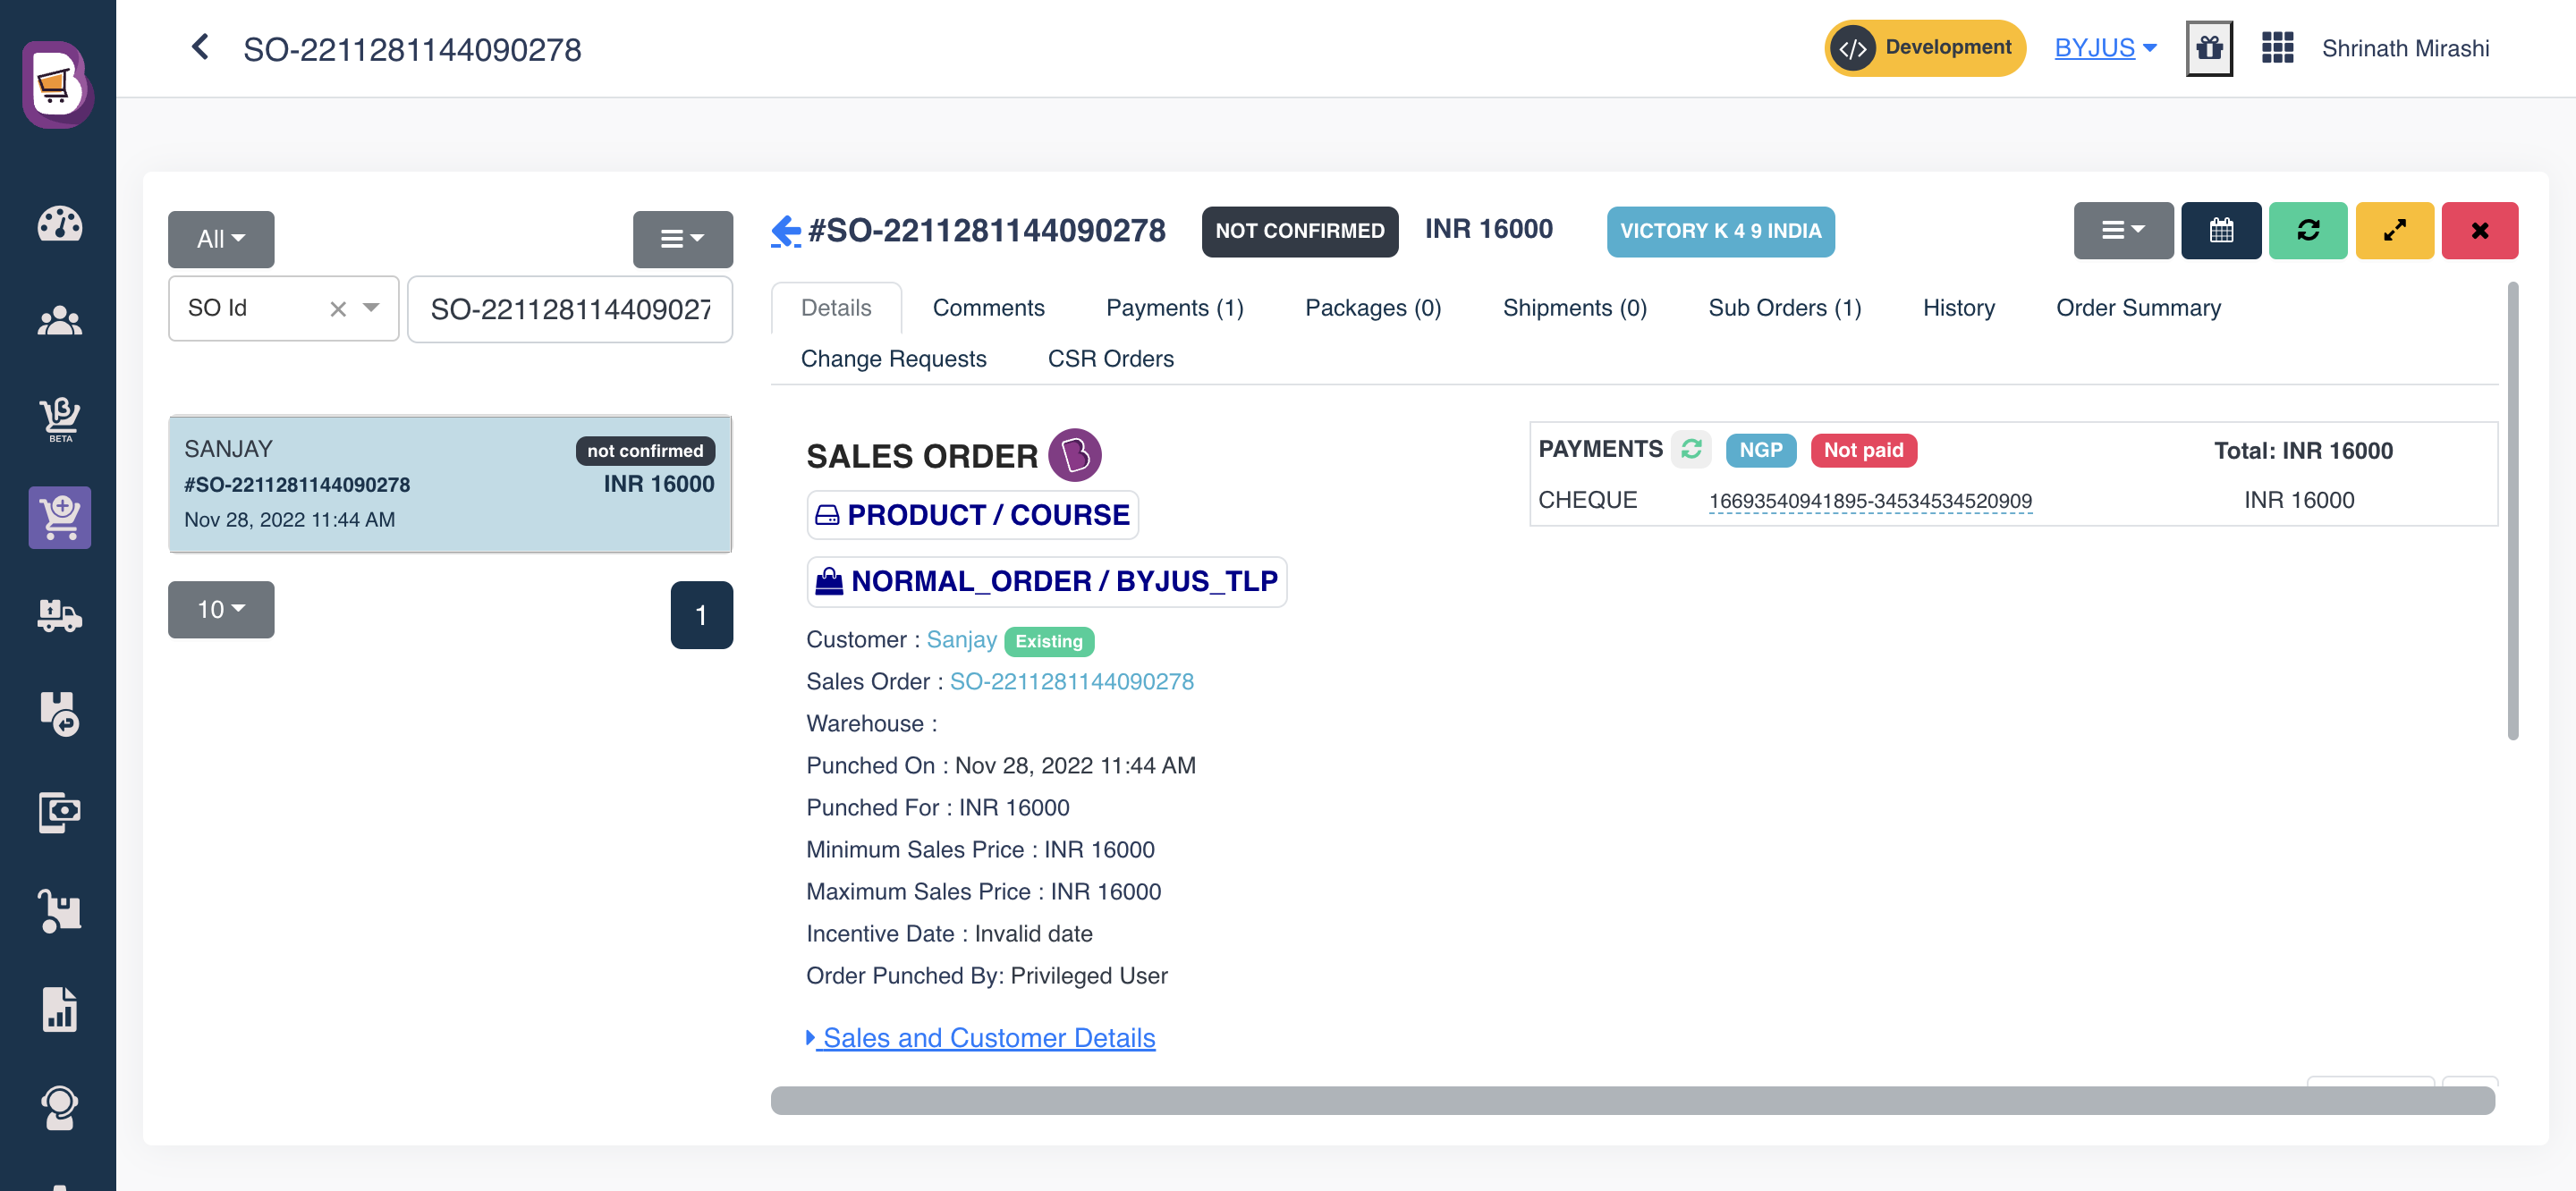 SO-2211281144090278
</> Development
BYJUS
Shrinath Mirashi
BETA
All
SO Id
SO-221128114409027
SANJAY
not confirmed
#SO-2211281144090278
INR 16000
Nov 28, 2022 11:44 AM
10
1
#SO-2211281144090278
NOT CONFIRMED
INR 16000
VICTORY K 4 9 INDIA
Details
Comments
Payments (1)
Packages (0)
Shipments (0)
Sub Orders (1)
History
Order Summary
Change Requests
CSR Orders
SALES ORDER
PRODUCT / COURSE
NORMAL_ORDER / BYJUS_TLP
Customer : Sanjay Existing
Sales Order : SO-2211281144090278
Warehouse :
Punched On : Nov 28, 2022 11:44 AM
Punched For : INR 16000
Minimum Sales Price : INR 16000
Maximum Sales Price : INR 16000
Incentive Date : Invalid date
Order Punched By: Privileged User
Sales and Customer Details
PAYMENTS NGP Not paid Total: INR 16000
CHEQUE 16693540941895-34534534520909 INR 16000